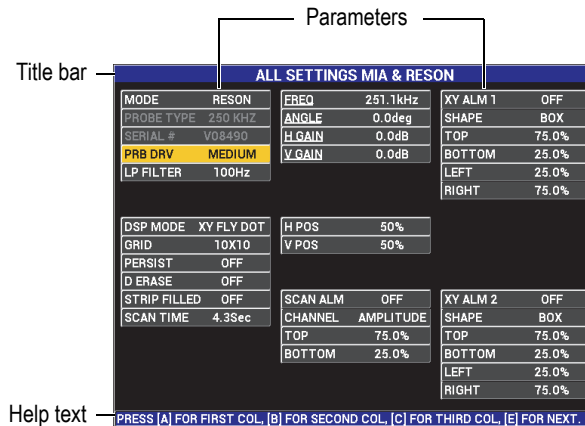 Parameters
Title bar
ALL SETTINGS MIA & RESON
MODE RESON
PROBE TYPE 250 KHZ
SERIAL # V08490
PRB DRV MEDIUM
LP FILTER 100Hz
FREQ 251.1kHz
ANGLE 0.0deg
H GAIN 0.0dB
V GAIN 0.0dB
XY ALM 1 OFF
SHAPE BOX
TOP 75.0%
BOTTOM 25.0%
LEFT 25.0%
RIGHT 75.0%
DSP MODE XY FLY DOT
GRID 10X10
PERSIST OFF
D ERASE OFF
STRIP FILLED OFF
SCAN TIME 4.3Sec
H POS 50%
V POS 50%
SCAN ALM OFF
CHANNEL AMPLITUDE
TOP 75.0%
BOTTOM 25.0%
XY ALM 2 OFF
SHAPE BOX
TOP 75.0%
BOTTOM 25.0%
LEFT 25.0%
RIGHT 75.0%
Help text
PRESS [A] FOR FIRST COL, [B] FOR SECOND COL, [C] FOR THIRD COL, [E] FOR NEXT.